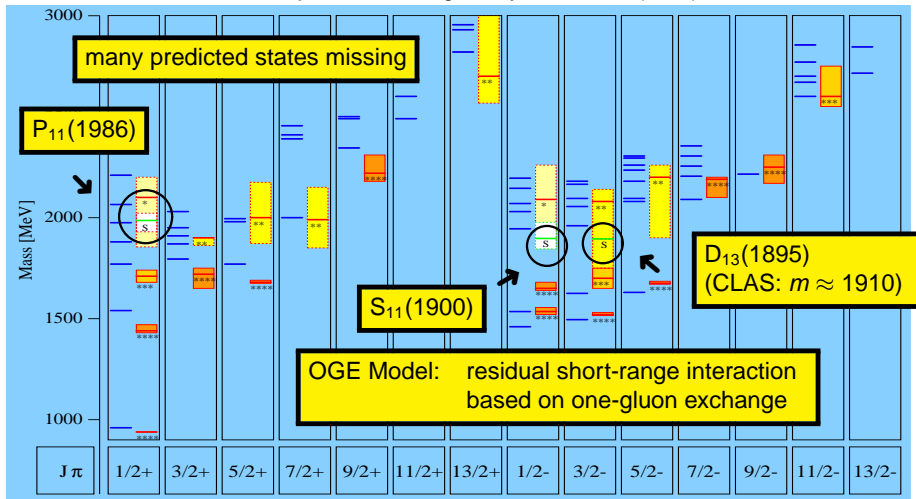 3000
many predicted states missing
P11(1986)
2000
Mass [MeV]
1500
1000
S11(1900)
D13(1895)
(CLAS: m ≈ 1910)
OGE Model: residual short-range interaction
based on one-gluon exchange
*
S
***
****
****
**
****
**
****
**
****
**
*
S
****
****
**
S
***
****
**
****
****
****
***
J π 1/2+ 3/2+ 5/2+ 7/2+ 9/2+ 11/2+ 13/2+ 1/2- 3/2- 5/2- 7/2- 9/2- 11/2- 13/2-